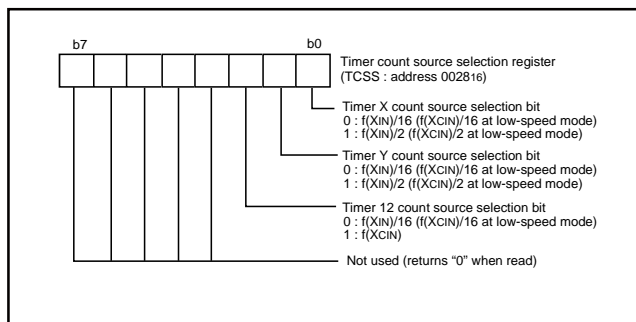 b7
b0
Timer count source selection register
(TCSS : address 002816)
Timer X count source selection bit
0 : f(XIN)/16 (f(XCIN)/16 at low-speed mode)
1 : f(XIN)/2 (f(XCIN)/2 at low-speed mode)
Timer Y count source selection bit
0 : f(XIN)/16 (f(XCIN)/16 at low-speed mode)
1 : f(XIN)/2 (f(XCIN)/2 at low-speed mode)
Timer 12 count source selection bit
0 : f(XIN)/16 (f(XCIN)/16 at low-speed mode)
1 : f(XCIN)
Not used (returns “0” when read)